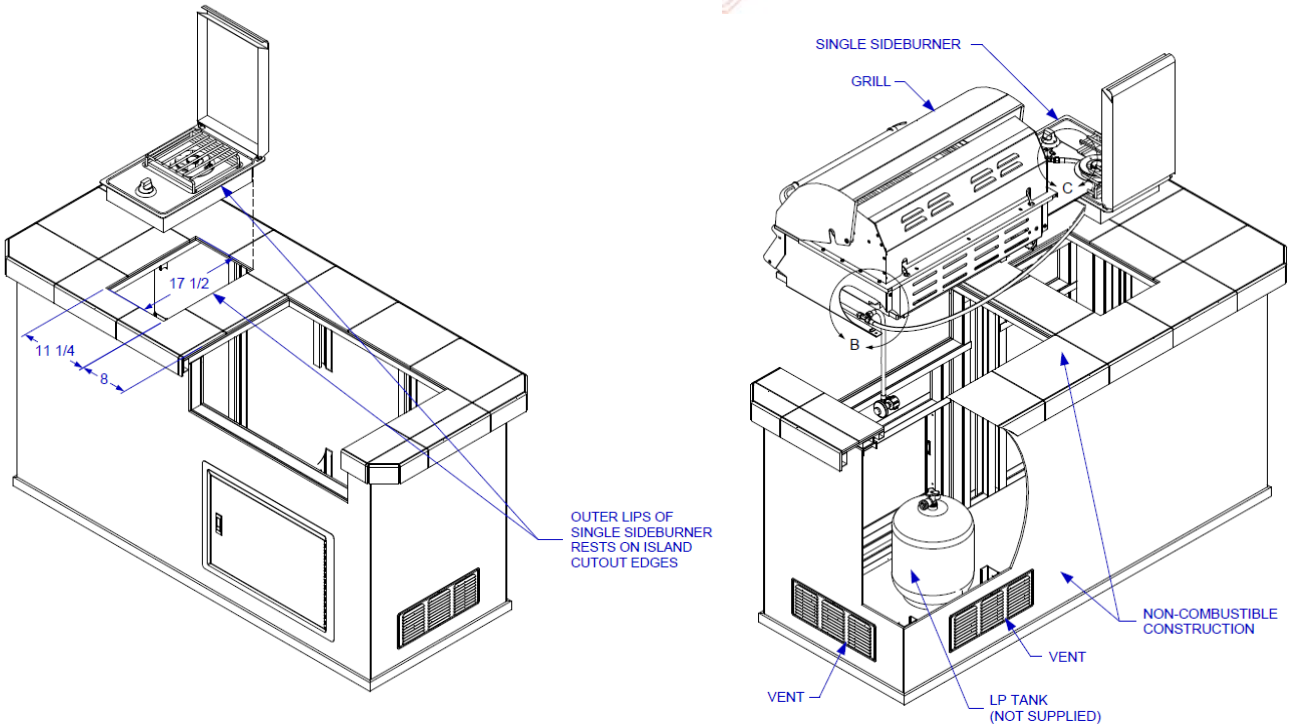 17 1/2
11 1/4
8
OUTER LIPS OF
SINGLE SIDEBURNER
RESTS ON ISLAND
CUTOUT EDGES
SINGLE SIDEBURNER
GRILL
C
B
NON-COMBUSTIBLE
CONSTRUCTION
VENT
VENT
LP TANK
(NOT SUPPLIED)